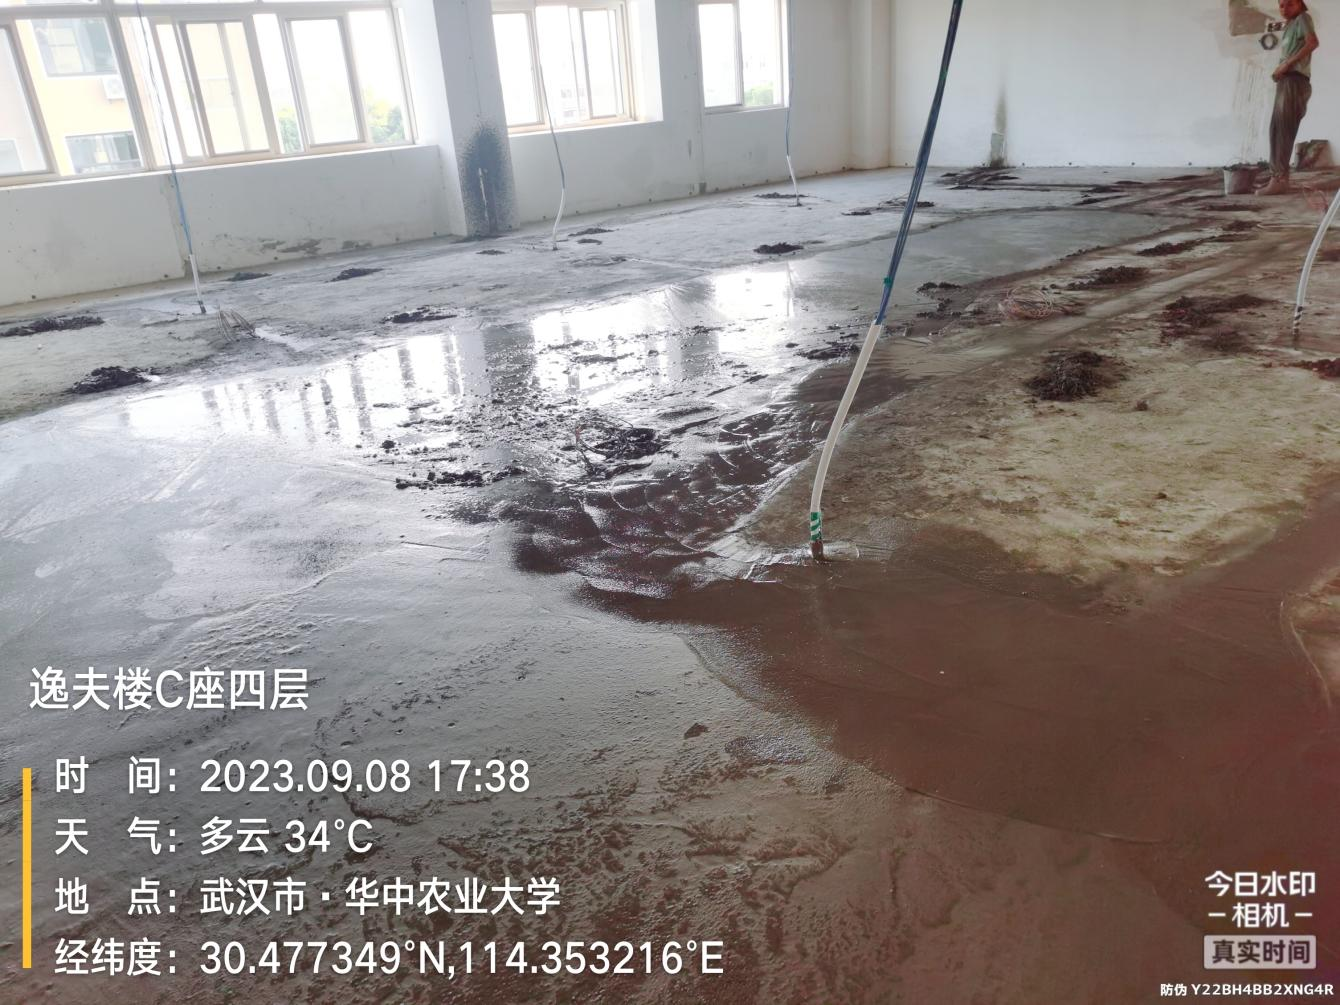 逸夫楼C座四层
时 间：2023.09.08 17:38
天 气：多云 34℃
地 点：武汉市·华中农业大学
经纬度：30.477349°N,114.353216°E
今日水印
-相机-
真实时间
防伪 Y22BH4BB2XNG4R